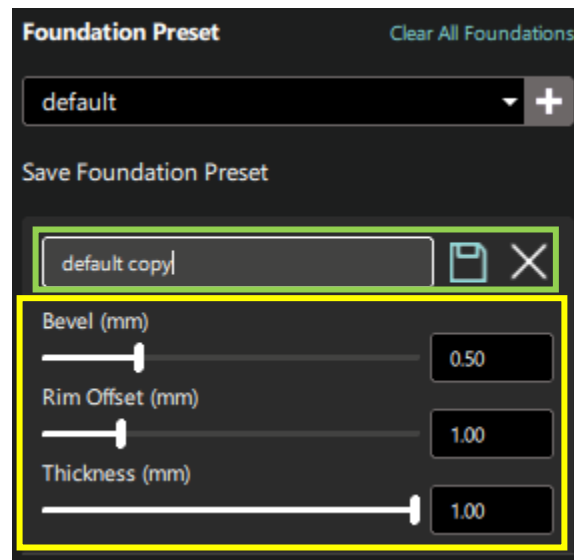 Foundation Preset Clear All Foundations
default
Save Foundation Preset
default copy
Bevel (mm)
0.50
Rim Offset (mm)
1.00
Thickness (mm)
1.00